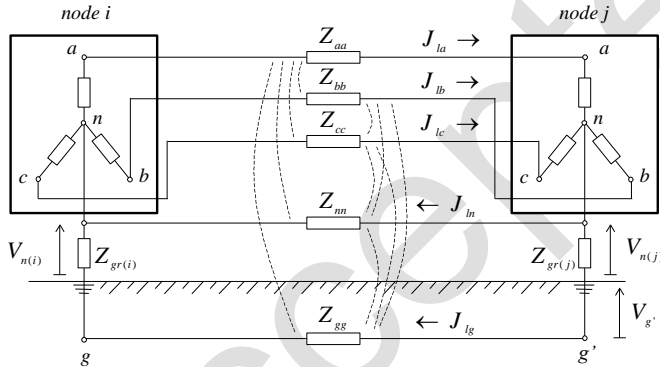 node i
node j
a
Z_aa
J_la →
a
Z_bb
J_lb →
n
Z_cc
J_lc →
n
c
b
c
b
Z_nn
← J_ln
V_n(i)
Z_gr(i)
Z_gr(j)
V_n(j)
Z_gg
← J_lg
V_g'
g
g'